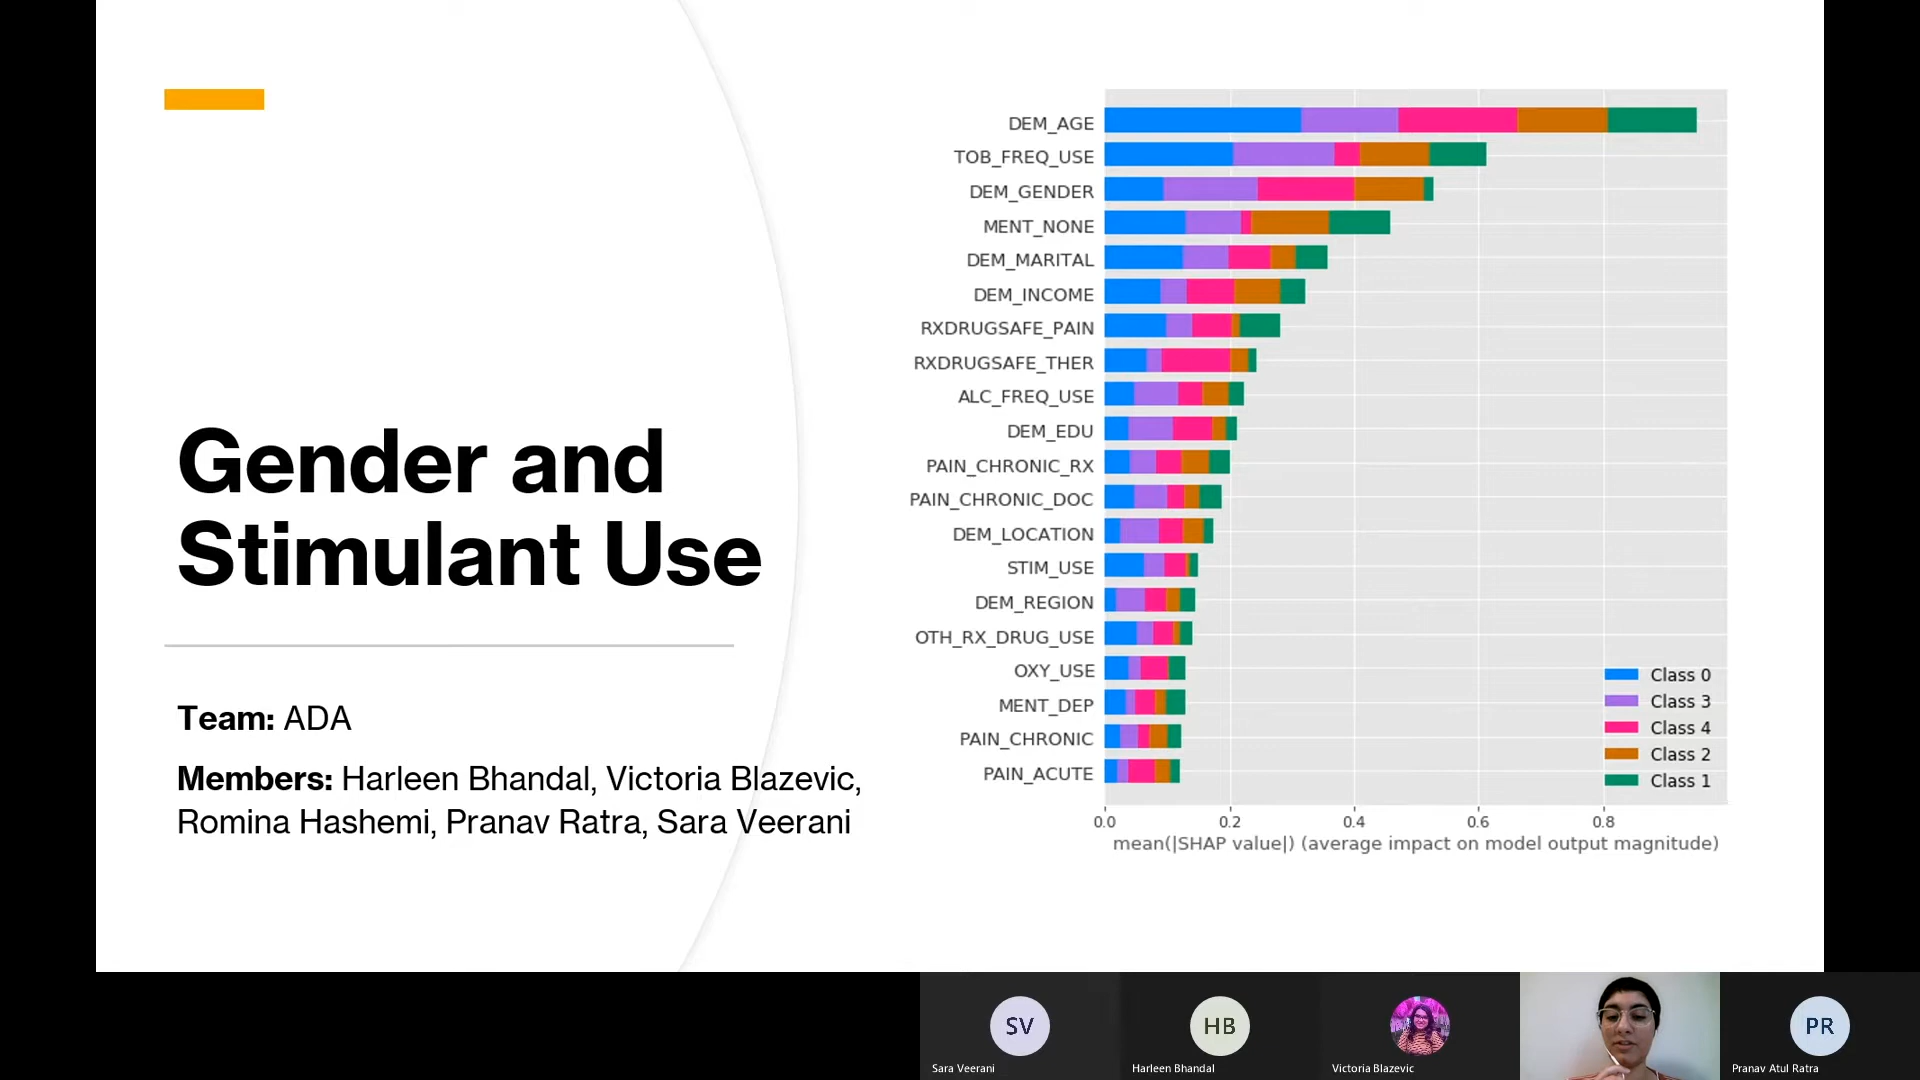 Gender and
Stimulant Use
Team: ADA
Members: Harleen Bhandal, Victoria Blazevic,
Romina Hashemi, Pranav Ratra, Sara Veerani
DEM_AGE
TOB_FREQ_USE
DEM_GENDER
MENT_NONE
DEM_MARITAL
DEM_INCOME
RXDRUGSAFE_PAIN
RXDRUGSAFE_THER
ALC_FREQ_USE
DEM_EDU
PAIN_CHRONIC_RX
PAIN_CHRONIC_DOC
DEM_LOCATION
STIM_USE
DEM_REGION
OTH_RX_DRUG_USE
OXY_USE
MENT_DEP
PAIN_CHRONIC
PAIN_ACUTE
Class 0
Class 3
Class 4
Class 2
Class 1
0.0 0.2 0.4 0.6 0.8
mean(|SHAP value|) (average impact on model output magnitude)
SV HB PR
Sara Veerani Harleen Bhandal Victoria Blazevic Pranav Atul Ratra